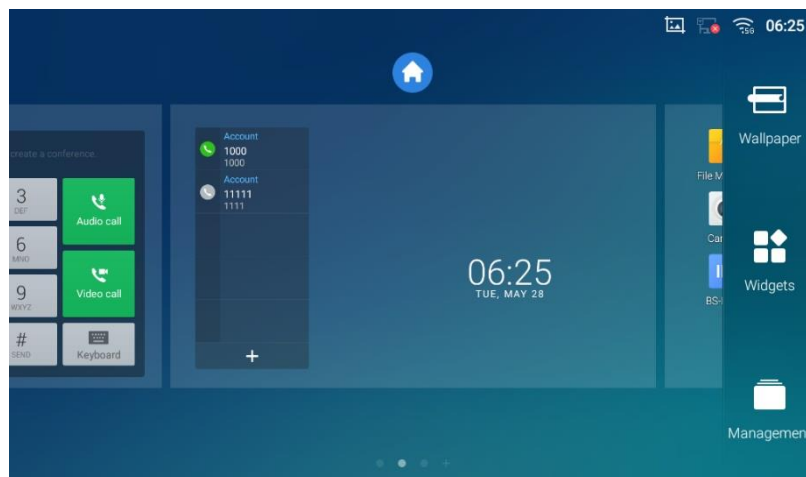 5G 06:25
create a conference.
3
DEF
Audio call
6
MNO
9
WXYZ
Video call
#
SEND
Keyboard
Account
1000
1000
Account
11111
1111
+
06:25
TUE, MAY 28
File M
Car
BS-
Wallpaper
Widgets
Managemen